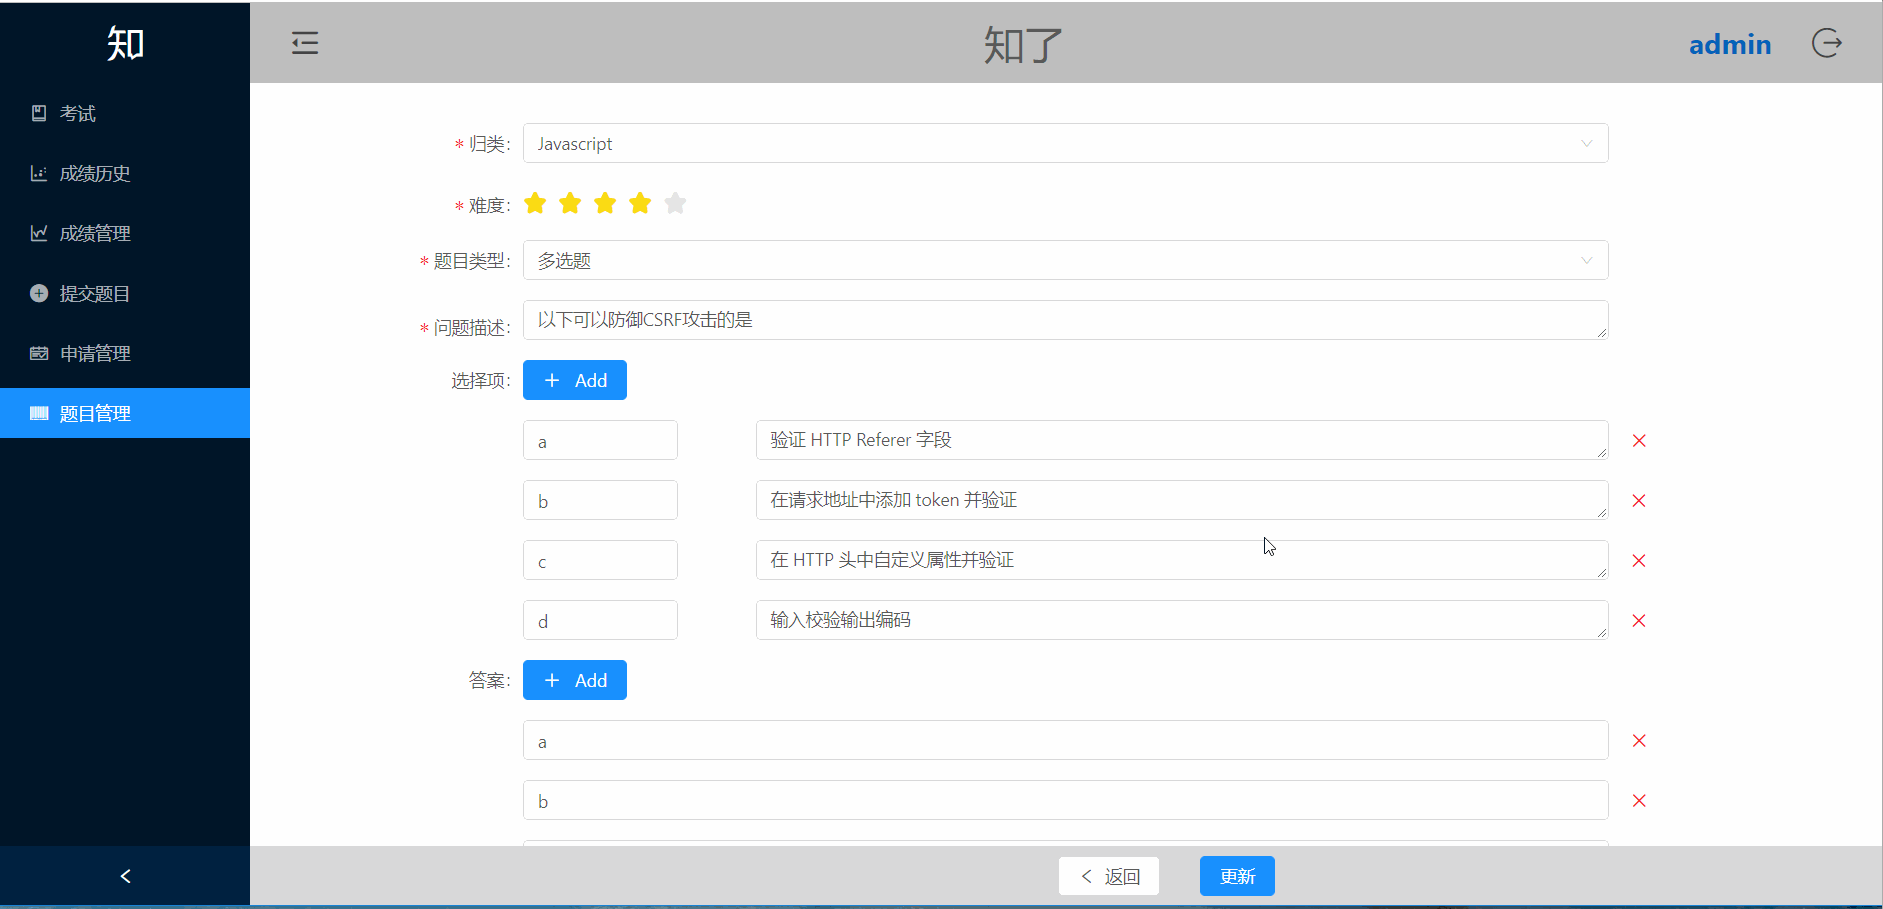 知
知了
admin
考试
成绩历史
成绩管理
提交题目
申请管理
题目管理
* 归类:
Javascript
* 难度:
* 题目类型:
多选题
* 问题描述:
以下可以防御CSRF攻击的是
选择项:
+ Add
a
验证 HTTP Referer 字段
b
在请求地址中添加 token 并验证
c
在 HTTP 头中自定义属性并验证
d
输入校验输出编码
答案:
+ Add
a
b
返回
更新